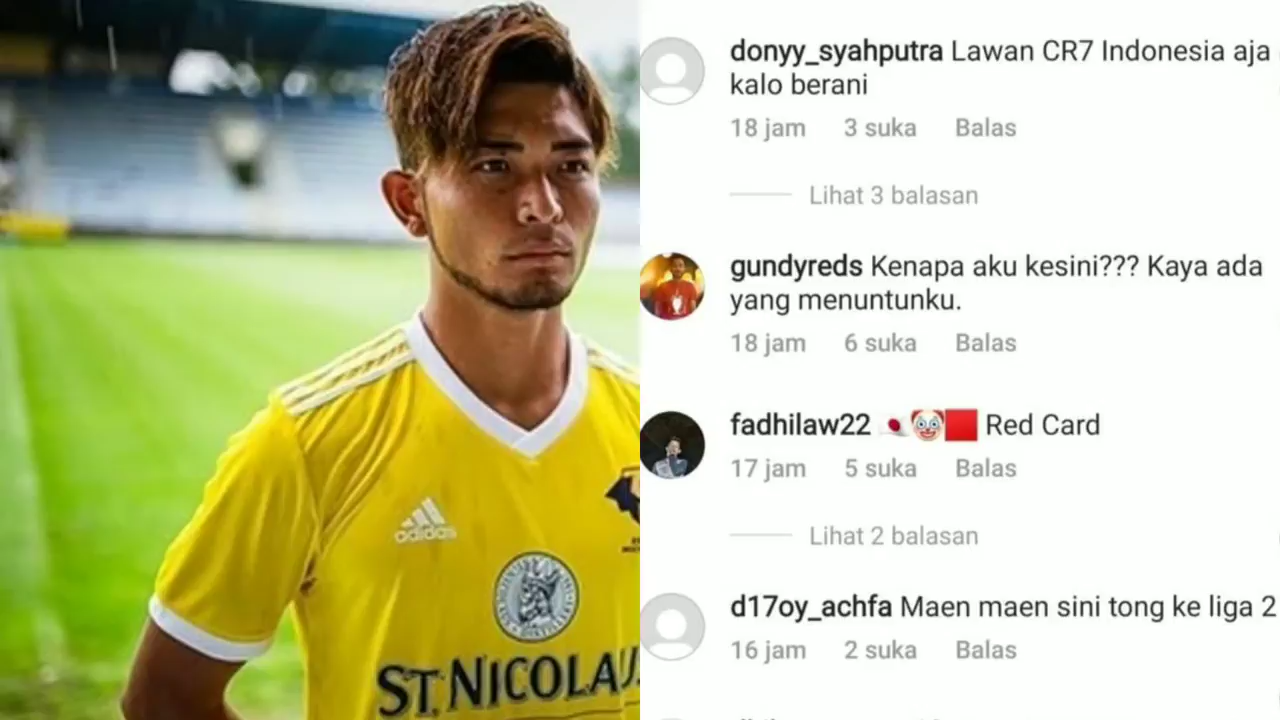 adidas
ST. NICOLAU
donyy_syahputra Lawan CR7 Indonesia aja
kalo berani
18 jam 3 suka Balas
Lihat 3 balasan
gundyreds Kenapa aku kesini??? Kaya ada
yang menuntunku.
18 jam 6 suka Balas
fadhilaw22 🇯🇵🤡🟥 Red Card
17 jam 5 suka Balas
Lihat 2 balasan
d17oy_achfa Maen maen sini tong ke liga 2
16 jam 2 suka Balas